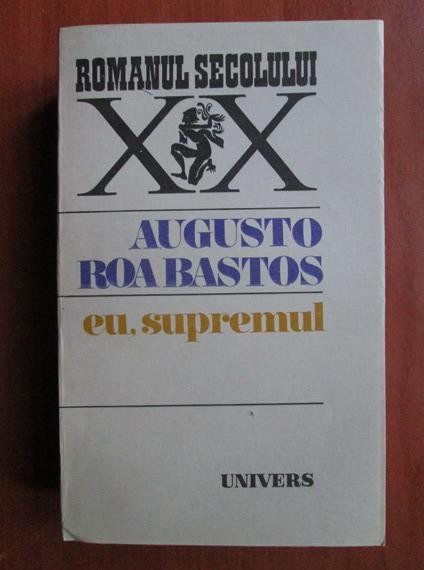 ROMANUL SECOLULUI
XX
AUGUSTO
ROA BASTOS
eu, supremul
UNIVERS